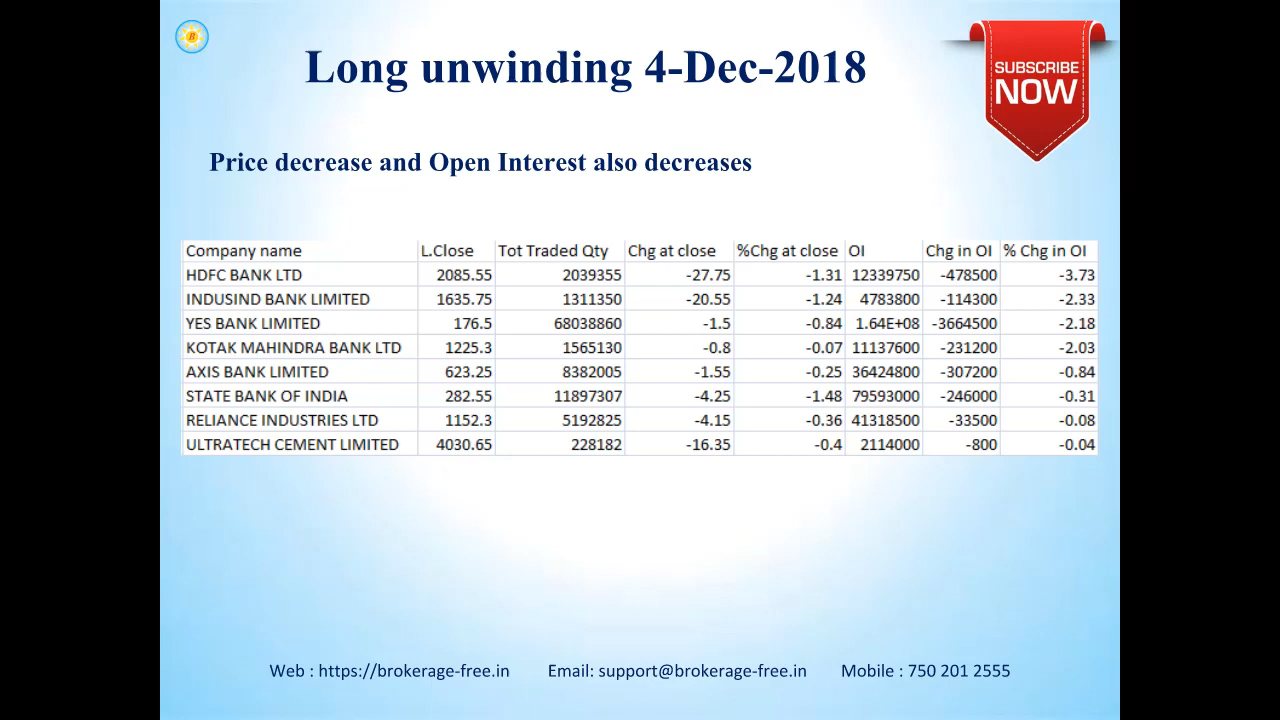 B
Long unwinding 4-Dec-2018
SUBSCRIBE
NOW
Price decrease and Open Interest also decreases
Company name L.Close Tot Traded Qty Chg at close %Chg at close OI Chg in OI % Chg in OI
HDFC BANK LTD 2085.55 2039355 -27.75 -1.31 12339750 -478500 -3.73
INDUSIND BANK LIMITED 1635.75 1311350 -20.55 -1.24 4783800 -114300 -2.33
YES BANK LIMITED 176.5 68038860 -1.5 -0.84 1.64E+08 -3664500 -2.18
KOTAK MAHINDRA BANK LTD 1225.3 1565130 -0.8 -0.07 11137600 -231200 -2.03
AXIS BANK LIMITED 623.25 8382005 -1.55 -0.25 36424800 -307200 -0.84
STATE BANK OF INDIA 282.55 11897307 -4.25 -1.48 79593000 -246000 -0.31
RELIANCE INDUSTRIES LTD 1152.3 5192825 -4.15 -0.36 41318500 -33500 -0.08
ULTRATECH CEMENT LIMITED 4030.65 228182 -16.35 -0.4 2114000 -800 -0.04
Web : https://brokerage-free.in Email: support@brokerage-free.in Mobile : 750 201 2555